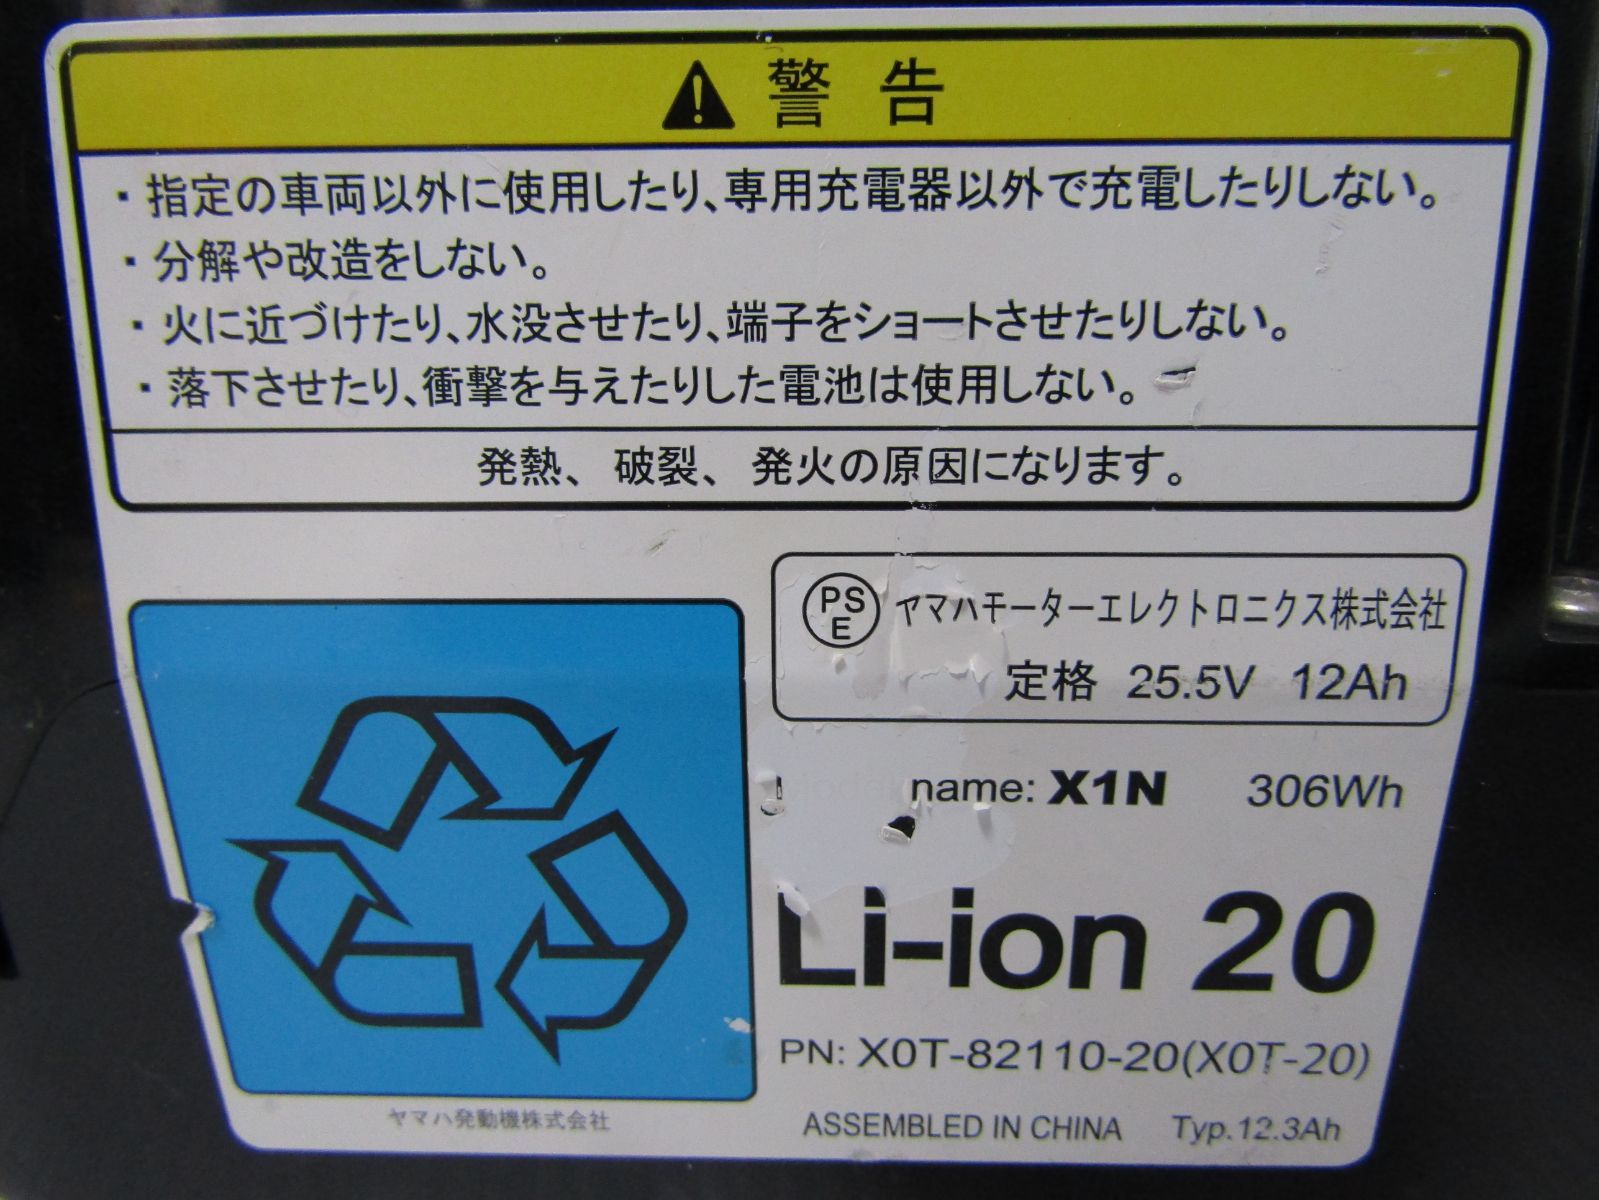 警告
・指定の車両以外に使用したり、専用充電器以外で充電したりしない。
・分解や改造をしない。
・火に近づけたり、水没させたり、端子をショートさせたりしない。
・落下させたり、衝撃を与えたりした電池は使用しない。
発熱、破裂、発火の原因になります。
PSE ヤマハモーターエレクトロニクス株式会社
定格 25.5V 12Ah
name: X1N 306Wh
Li-ion 20
PN: X0T-82110-20(X0T-20)
ヤマハ発動機株式会社
ASSEMBLED IN CHINA Typ.12.3Ah